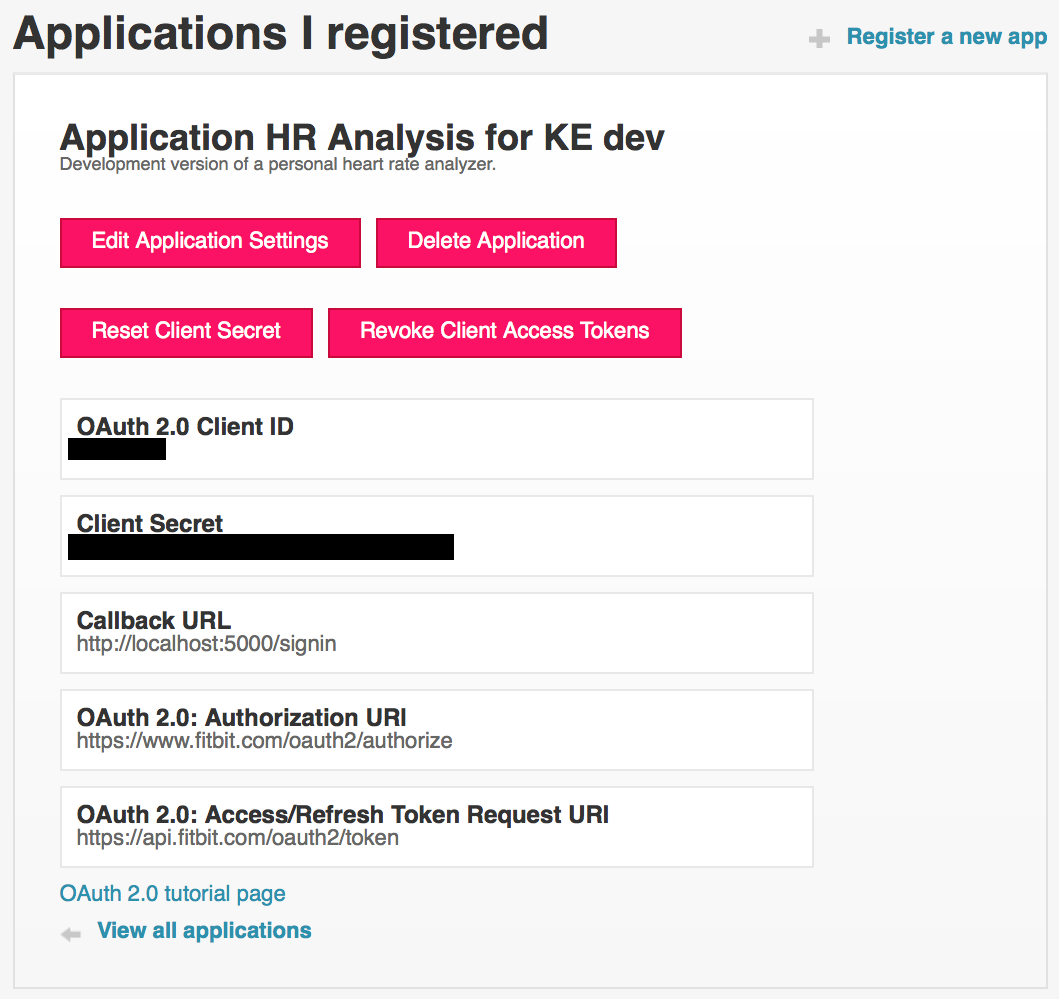 Applications I registered
Register a new app
Application HR Analysis for KE dev
Development version of a personal heart rate analyzer.
Edit Application Settings
Delete Application
Reset Client Secret
Revoke Client Access Tokens
OAuth 2.0 Client ID
Client Secret
Callback URL
http://localhost:5000/signin
OAuth 2.0: Authorization URI
https://www.fitbit.com/oauth2/authorize
OAuth 2.0: Access/Refresh Token Request URI
https://api.fitbit.com/oauth2/token
OAuth 2.0 tutorial page
View all applications